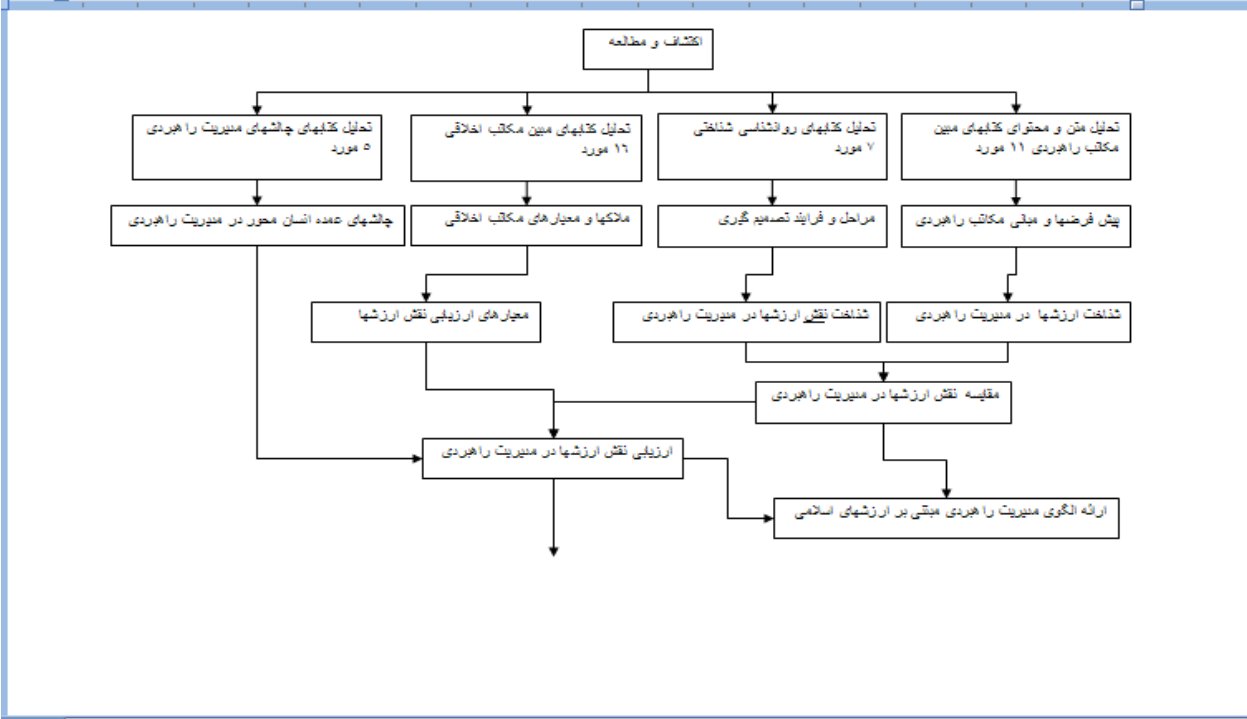 اکتشاف و مطالعه
تحلیل متن و محتوای کتابهای مبین
مکاتب راهبردی ۱۱ مورد
تحلیل کتابهای روانشناسی شناختی
۷ مورد
تحلیل کتابهای مبین مکاتب اخلاقی
۱۶ مورد
تحلیل کتابهای چالشهای مدیریت راهبردی
۵ مورد
پیش فرضها و مبانی مکاتب راهبردی
مراحل و فرایند تصمیم گیری
ملاکها و معیارهای مکاتب اخلاقی
چالشهای عمده انسان محور در مدیریت راهبردی
شناخت ارزشها در مدیریت راهبردی
شناخت نقش ارزشها در مدیریت راهبردی
معیارهای ارزیابی نقش ارزشها
مقایسه نقش ارزشها در مدیریت راهبردی
ارزیابی نقش ارزشها در مدیریت راهبردی
ارائه الگوی مدیریت راهبردی مبتنی بر ارزشهای اسلامی